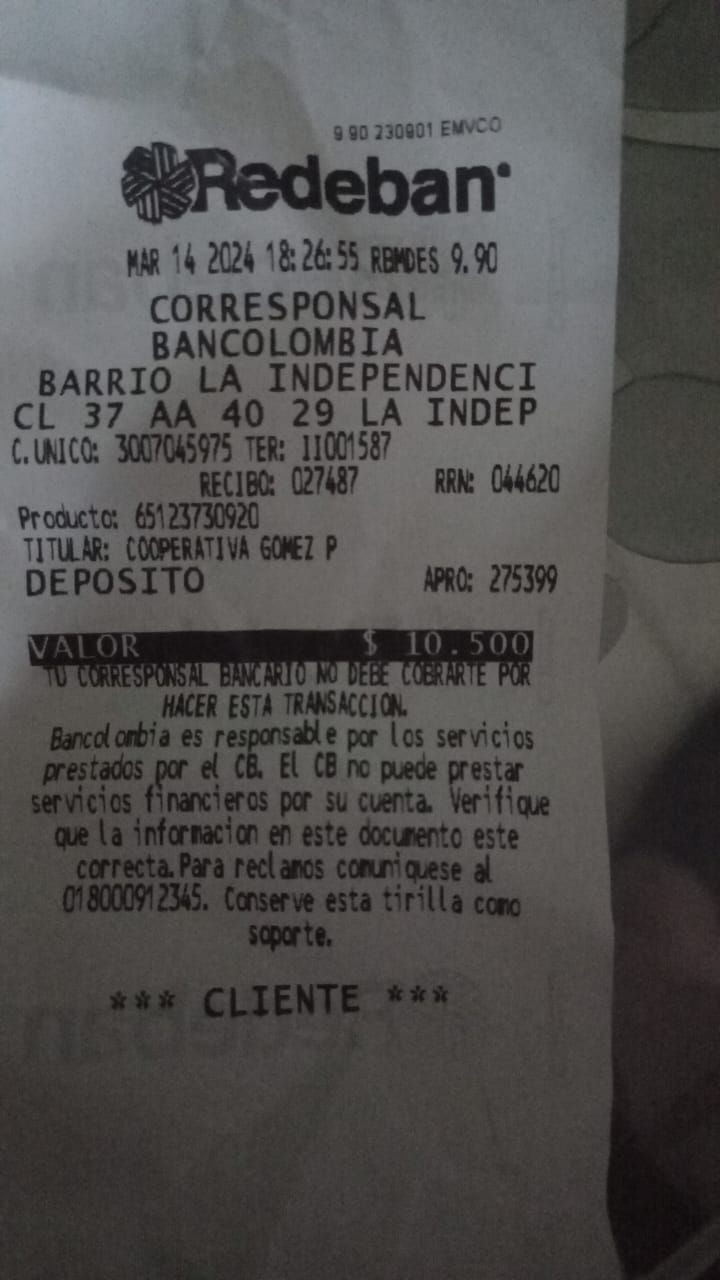 9 90 230801 EMVCO
Redeban
MAR 14 2024 18:26:55 RBMDES 9.90
CORRESPONSAL
BANCOLOMBIA
BARRIO LA INDEPENDENCI
CL 37 AA 40 29 LA INDEP
C.UNICO: 3007045975 TER: II001587
RECIBO: 027487 RRN: 044620
Producto: 65123730920
TITULAR: COOPERATIVA GOMEZ P
DEPOSITO APRO: 275399
VALOR $ 10.500
TU CORRESPONSAL BANCARIO NO DEBE COBRARTE POR
HACER ESTA TRANSACCION.
Bancolombia es responsable por los servicios
prestados por el CB. El CB no puede prestar
servicios financieros por su cuenta. Verifique
que la informacion en este documento este
correcta.Para reclamos comuniquese al
018000912345. Conserve esta tirilla como
soporte.
*** CLIENTE ***